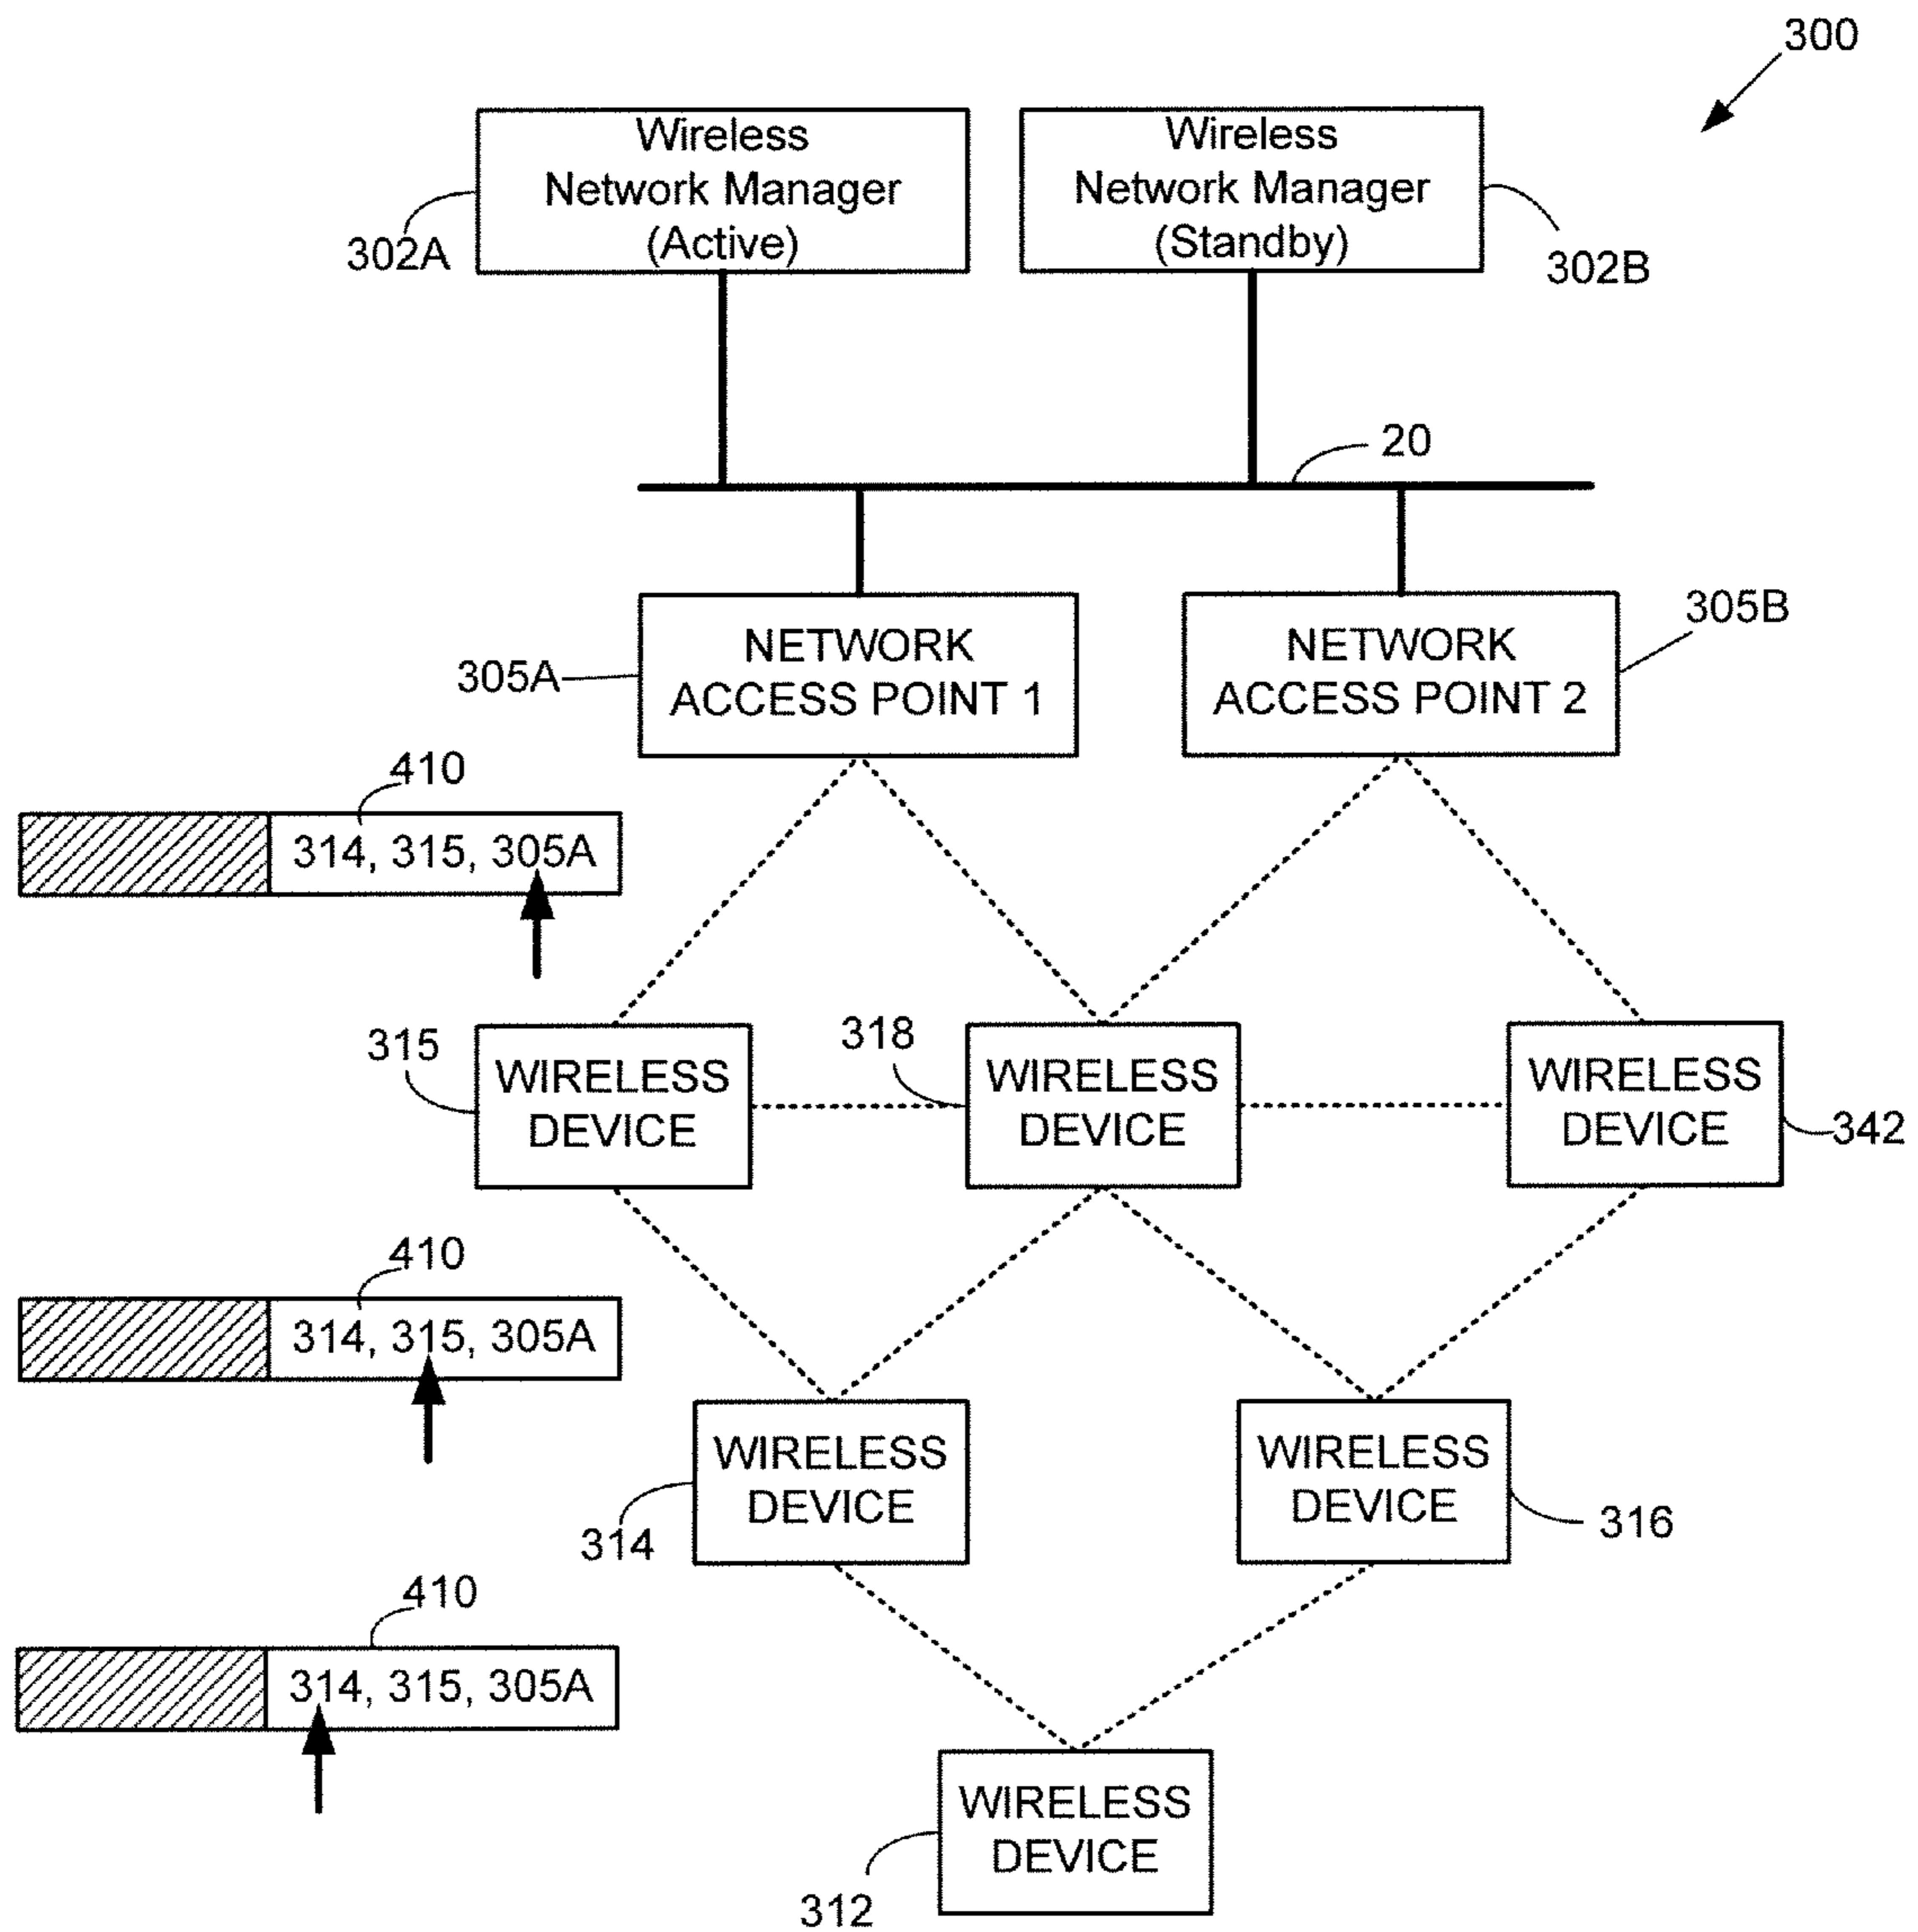 300
Wireless
Network Manager
(Active)
302A
Wireless
Network Manager
(Standby)
302B
20
NETWORK
ACCESS POINT 1
305A
NETWORK
ACCESS POINT 2
305B
410
314, 315, 305A
315
WIRELESS
DEVICE
318
WIRELESS
DEVICE
WIRELESS
DEVICE
342
410
314, 315, 305A
WIRELESS
DEVICE
314
WIRELESS
DEVICE
316
410
314, 315, 305A
WIRELESS
DEVICE
312